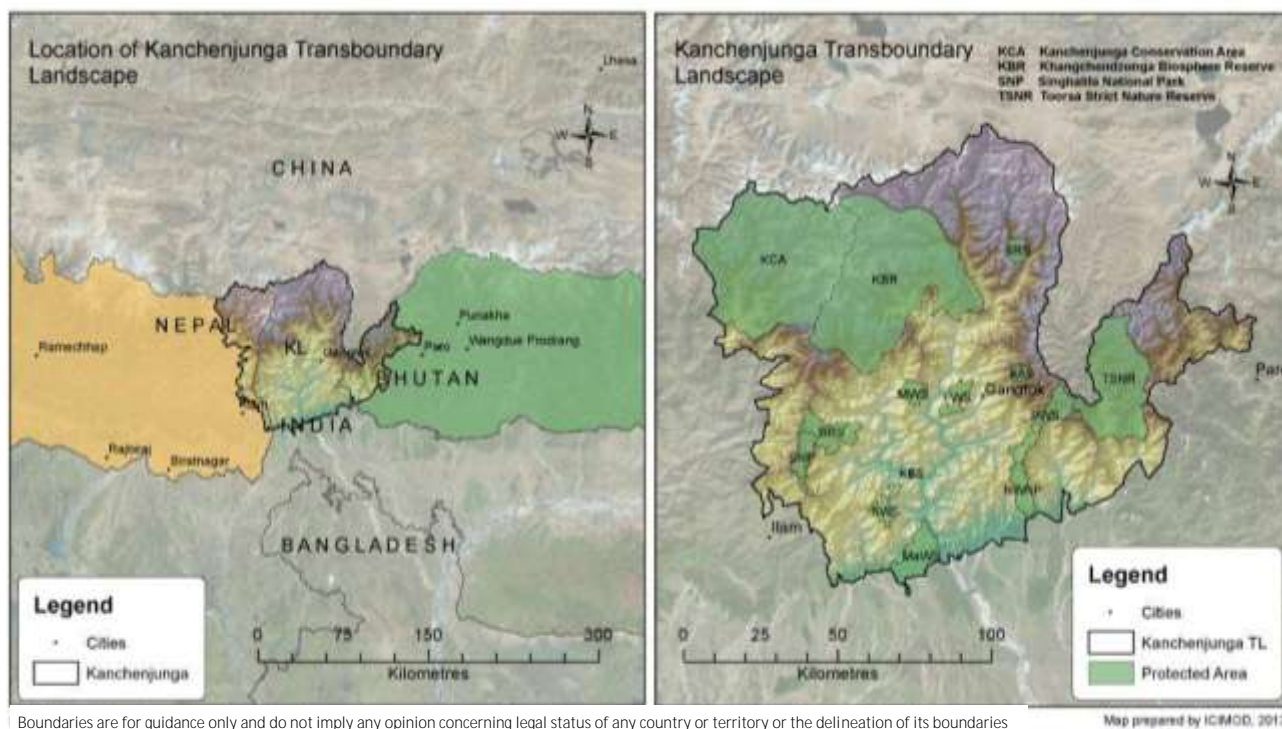 Location of Kanchenjunga Transboundary
Landscape
Lhasa
N
W E
S
CHINA
NEPAL
Ramechhap
KL
Gangtok
Punakha
Paro
Wangdue Prodrang
BHUTAN
INDIA
Rajbiraj
Biratnagar
BANGLADESH
Legend
Cities
Kanchenjunga
0 75 150 300
Kilometres
Kanchenjunga Transboundary
Landscape
KCA Kanchenjunga Conservation Area
KBR Khangchendzonga Biosphere Reserve
SNP Singhalila National Park
TSNR Toorsa Strict Nature Reserve
N
W E
S
KCA
KBR
TSNR
MWS
Gangtok
Ilam
MaWS
0 25 50 100
Kilometres
Legend
Cities
Kanchenjunga TL
Protected Area
Boundaries are for guidance only and do not imply any opinion concerning legal status of any country or territory or the delineation of its boundaries
Map prepared by ICIMOD,